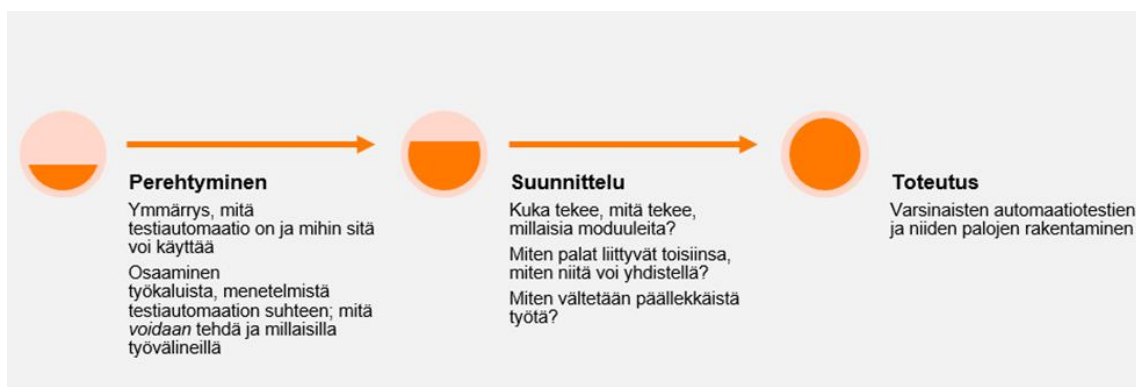 Perehtyminen
Ymmärrys, mitä
testiautomaatio on ja mihin sitä
voi käyttää
Osaaminen
työkaluista, menetelmistä
testiautomaation suhteen; mitä
voidaan tehdä ja millaisilla
työvälineillä
Suunnittelu
Kuka tekee, mitä tekee,
millaisia moduuleita?
Miten palat liittyvät toisiinsa,
miten niitä voi yhdistellä?
Miten vältetään päällekkäistä
työtä?
Toteutus
Varsinaisten automaatiotestien
ja niiden palojen rakentaminen